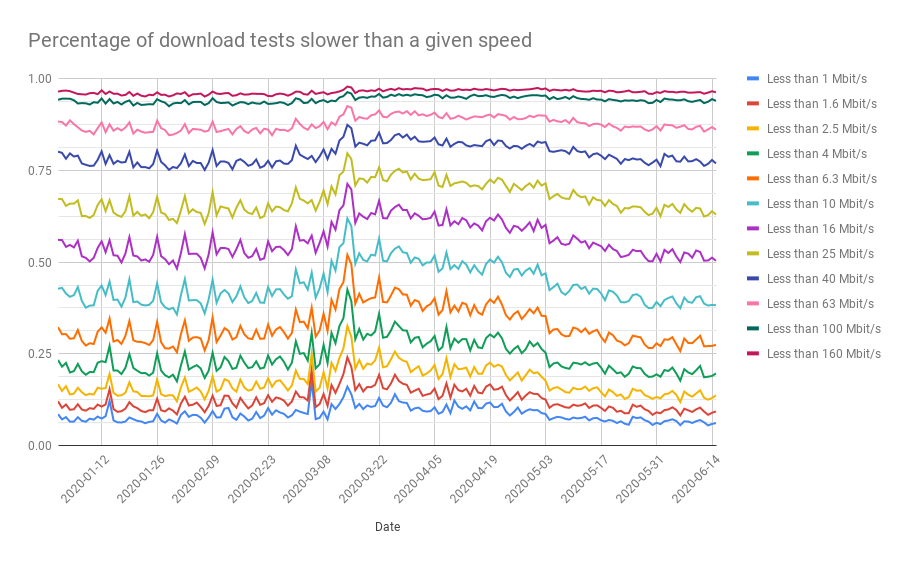 Percentage of download tests slower than a given speed
1.00
0.75
0.50
0.25
0.00
2020-01-12
2020-01-26
2020-02-09
2020-02-23
2020-03-08
2020-03-22
2020-04-05
2020-04-19
2020-05-03
2020-05-17
2020-05-31
2020-06-14
Date
Less than 1 Mbit/s
Less than 1.6 Mbit/s
Less than 2.5 Mbit/s
Less than 4 Mbit/s
Less than 6.3 Mbit/s
Less than 10 Mbit/s
Less than 16 Mbit/s
Less than 25 Mbit/s
Less than 40 Mbit/s
Less than 63 Mbit/s
Less than 100 Mbit/s
Less than 160 Mbit/s